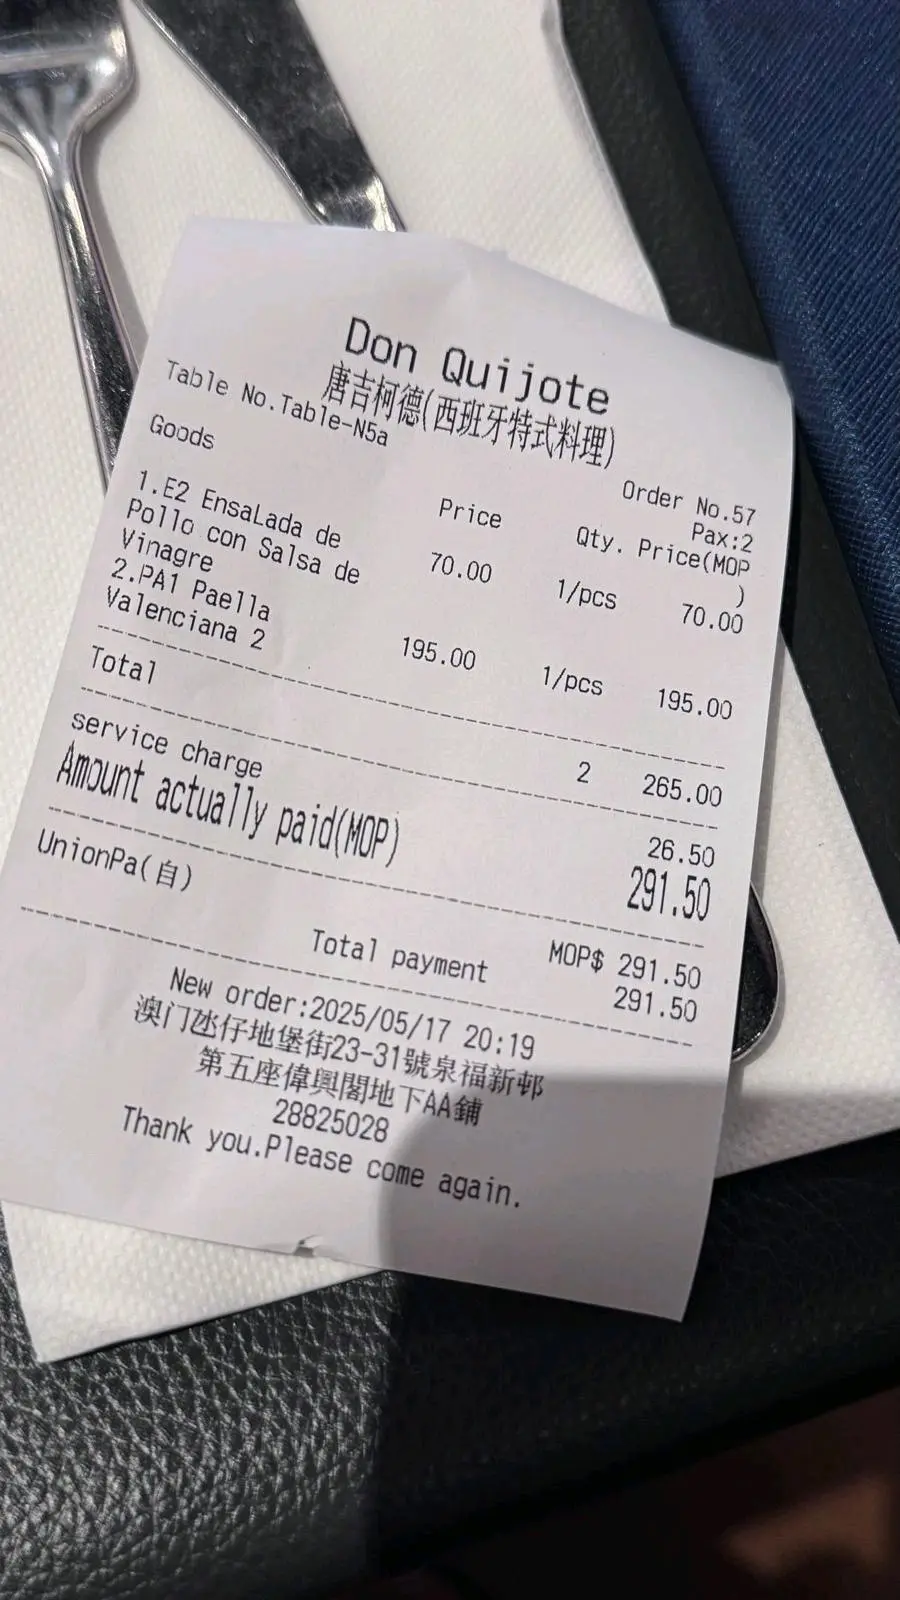 Don Quijote
唐吉柯德(西班牙特式料理)
Table No.Table-N5a
Order No.57
Pax:2
Goods Price Qty. Price(MOP
)
1.E2 EnsaLada de
Pollo con Salsa de
Vinagre
70.00 1/pcs 70.00
2.PA1 Paella
Valenciana 2
195.00 1/pcs 195.00
Total 2 265.00
service charge 26.50
Amount actually paid(MOP) 291.50
UnionPa(自) MOP$ 291.50
Total payment 291.50
New order:2025/05/17 20:19
澳门氹仔地堡街23-31號泉福新邨
第五座偉興閣地下AA鋪
28825028
Thank you.Please come again.